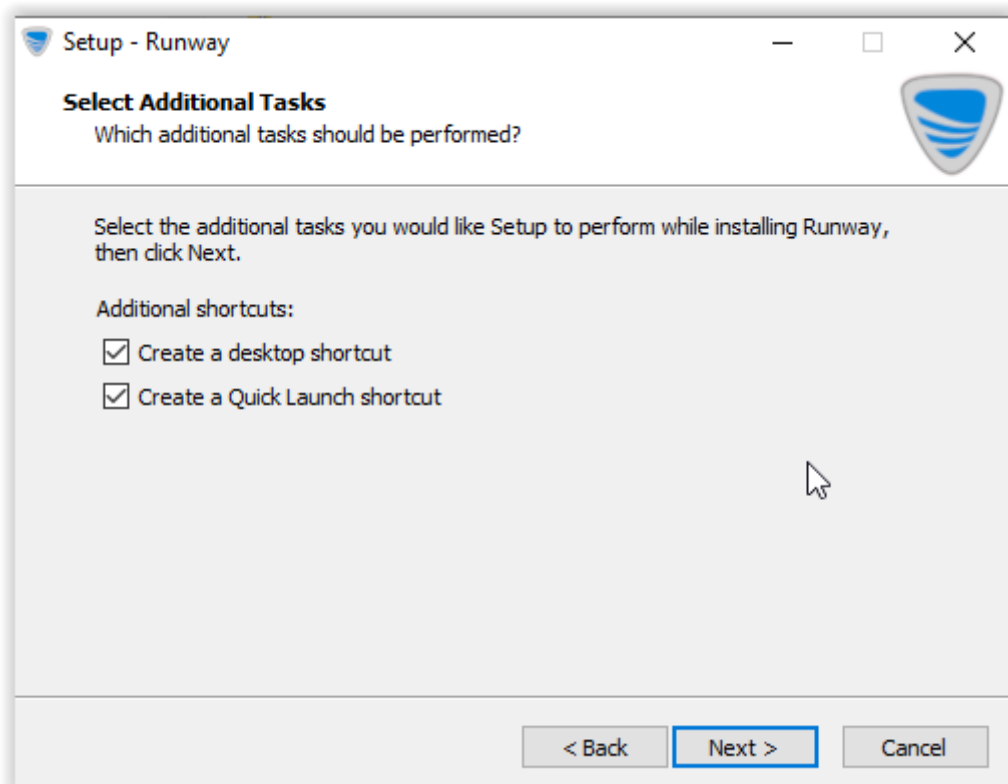 Setup - Runway
Select Additional Tasks
Which additional tasks should be performed?
Select the additional tasks you would like Setup to perform while installing Runway,
then click Next.
Additional shortcuts:
Create a desktop shortcut
Create a Quick Launch shortcut
< Back
Next >
Cancel